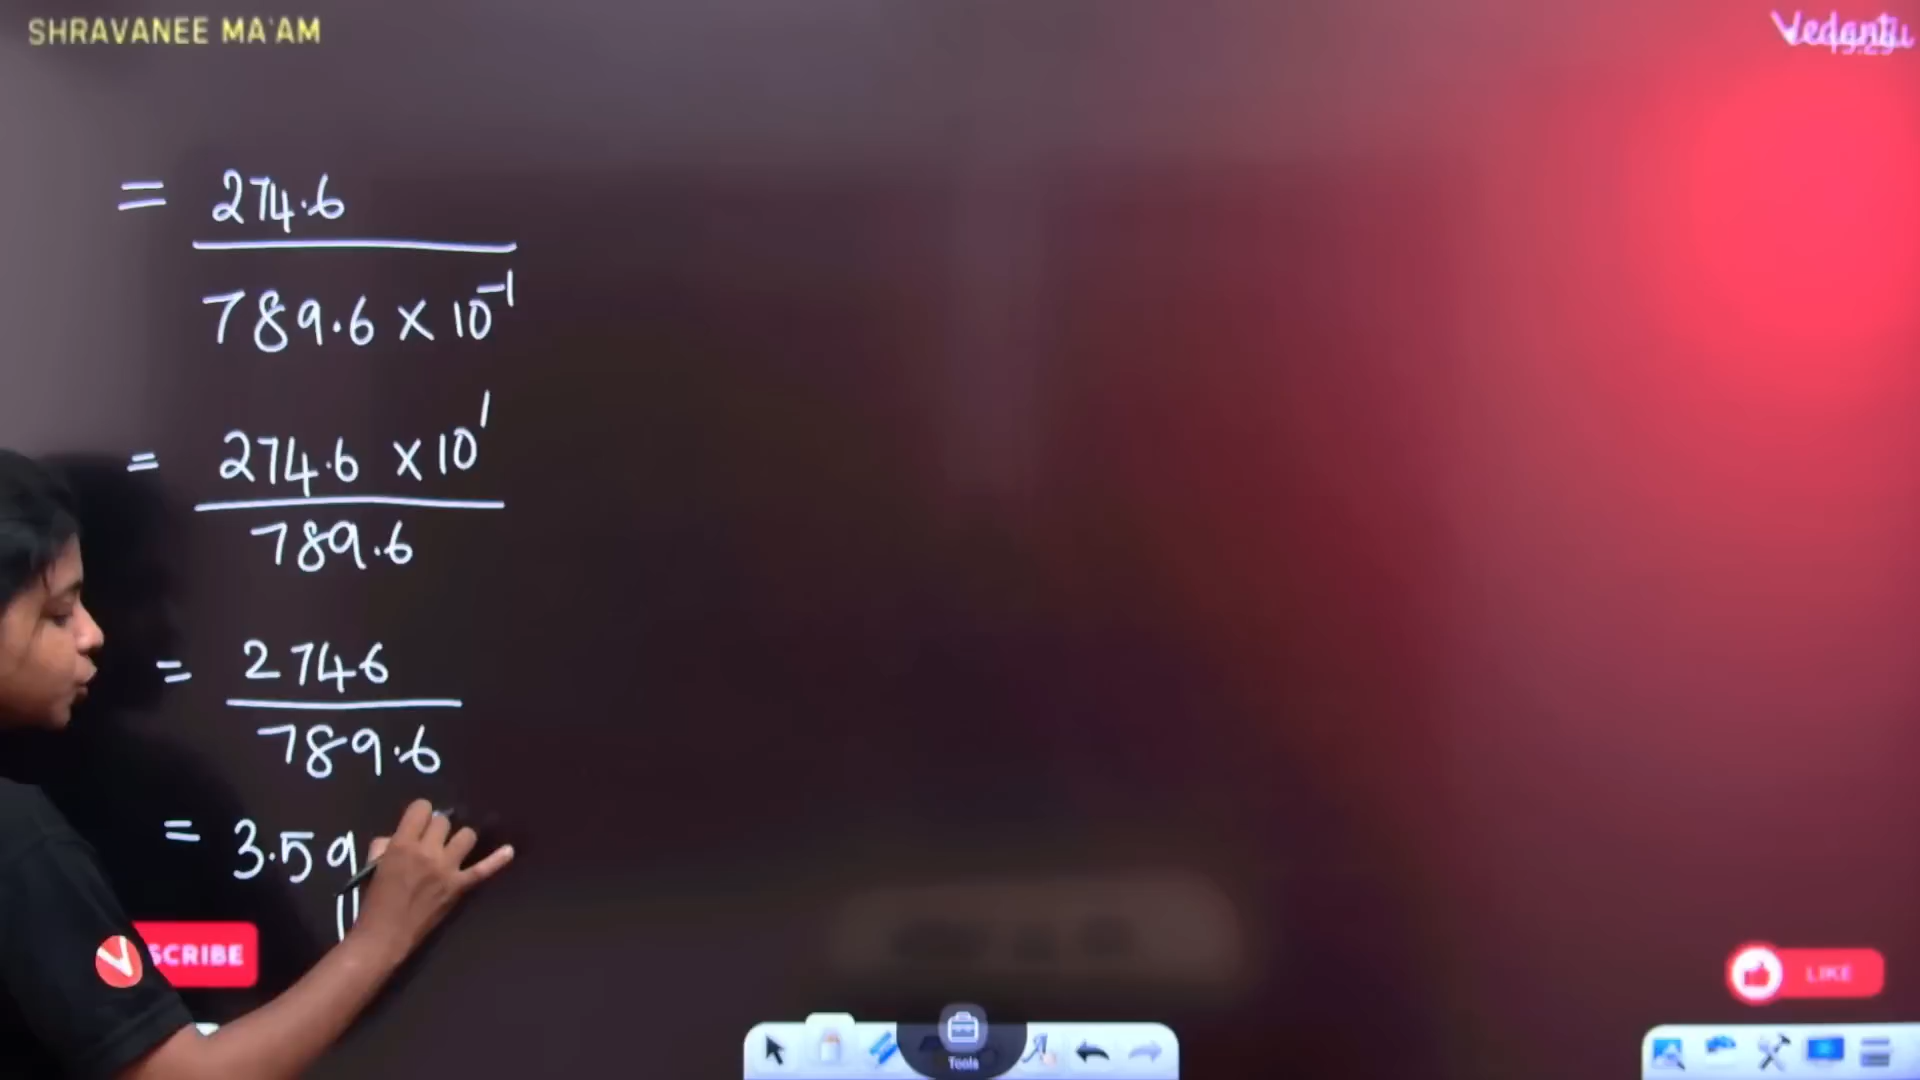 SHRAVANEE MA'AM
Vedantu
= 274.6
789.6 × 10⁻¹
= 274.6 × 10¹
789.6
= 2746
789.6
= 3.59
SCRIBE
LIKE
Tools